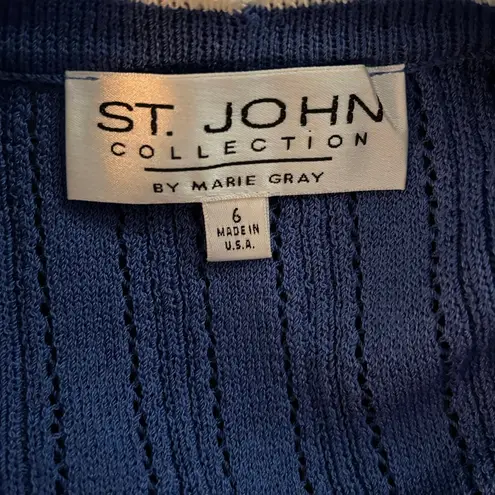 ST. JOHN
COLLECTiON
BY MARIE GRAY
6
MADE IN
U.S.A.